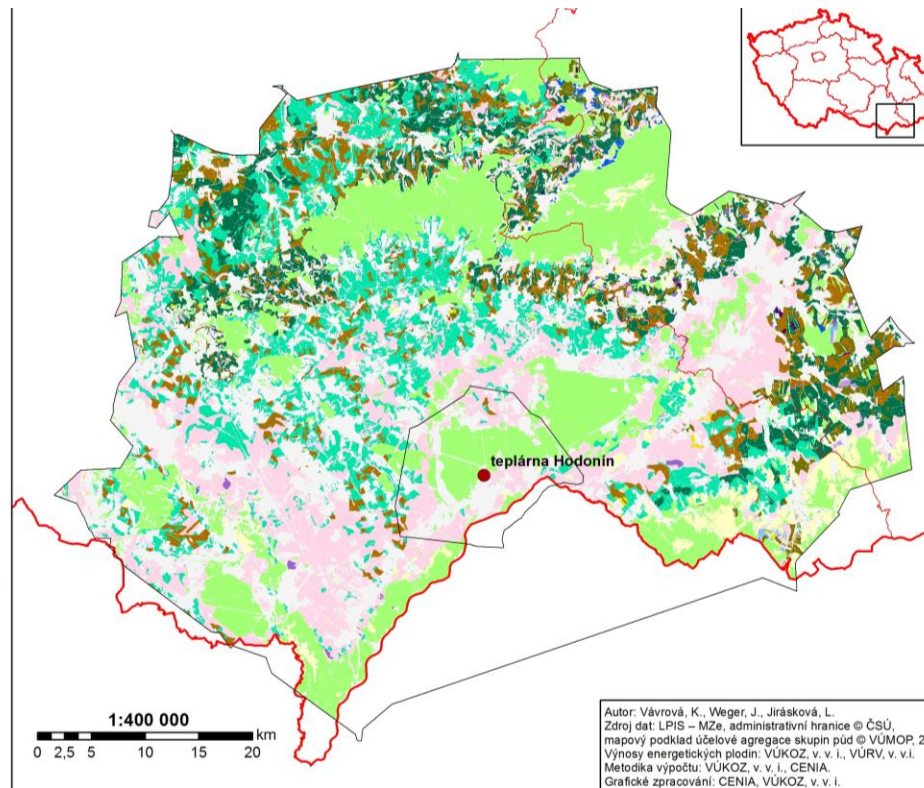 teplárna Hodonín
1:400 000
km
0 2,5 5 10 15 20
Autor: Vávrová, K., Weger, J., Jirásková, L.
Zdroj dat: LPIS – MZe, administrativní hranice © ČSÚ,
mapový podklad účelové agregace skupin půd © VÚMOP, 2
Výnosy energetických plodin: VÚKOZ, v. v. i., VÚRV, v. v.i.
Metodika výpočtu: VÚKOZ, v. v. i., CENIA.
Grafické zpracování: CENIA, VÚKOZ, v. v. i.